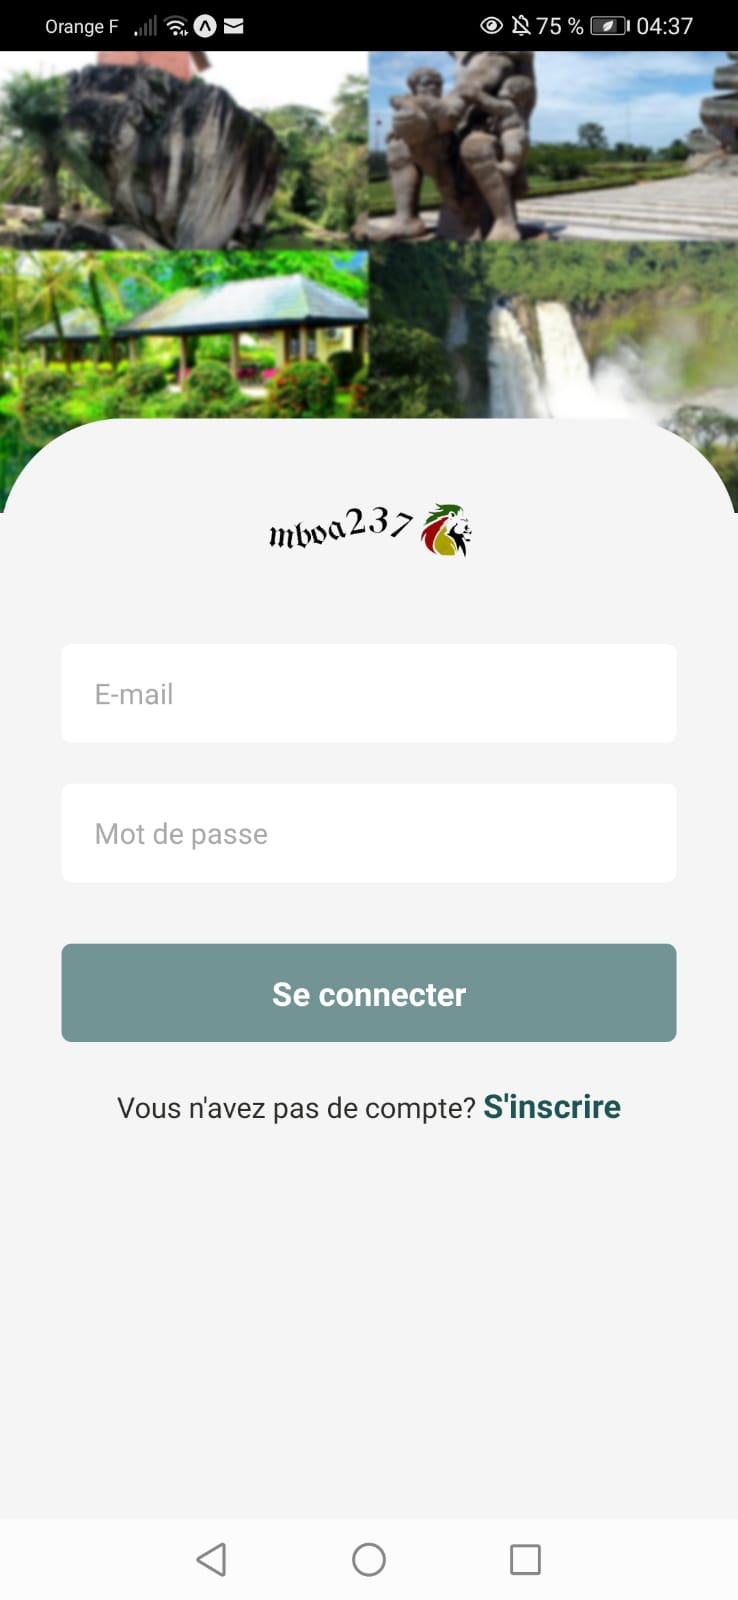 Orange F 75 % 04:37
mboa237
E-mail
Mot de passe
Se connecter
Vous n'avez pas de compte? S'inscrire